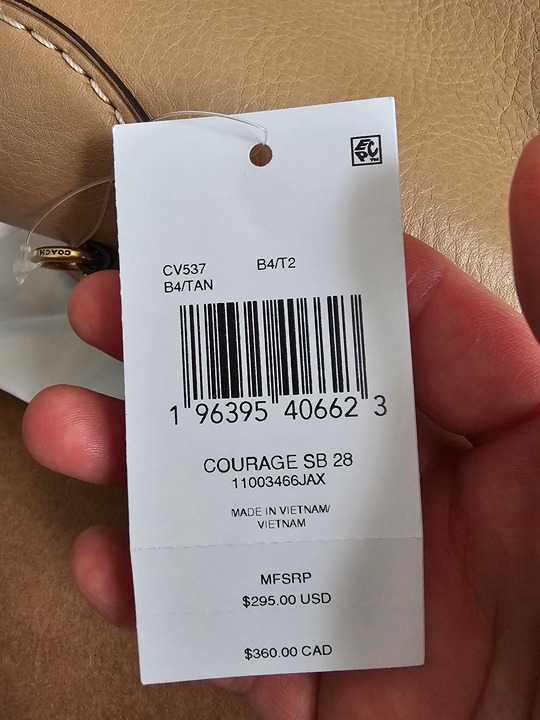 EPC™
COACH
CV537 B4/T2
B4/TAN
1 96395 40662 3
COURAGE SB 28
11003466JAX
MADE IN VIETNAM/
VIETNAM
MFSRP
$295.00 USD
$360.00 CAD